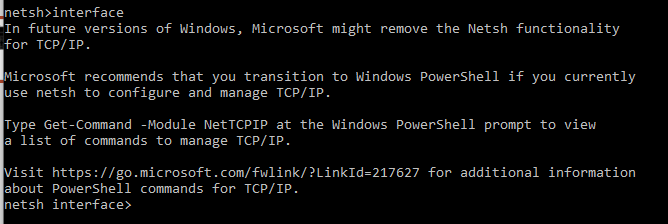 netsh>interface
In future versions of Windows, Microsoft might remove the Netsh functionality
for TCP/IP.
Microsoft recommends that you transition to Windows PowerShell if you currently
use netsh to configure and manage TCP/IP.
Type Get-Command -Module NetTCPIP at the Windows PowerShell prompt to view
a list of commands to manage TCP/IP.
Visit https://go.microsoft.com/fwlink/?LinkId=217627 for additional information
about PowerShell commands for TCP/IP.
netsh interface>